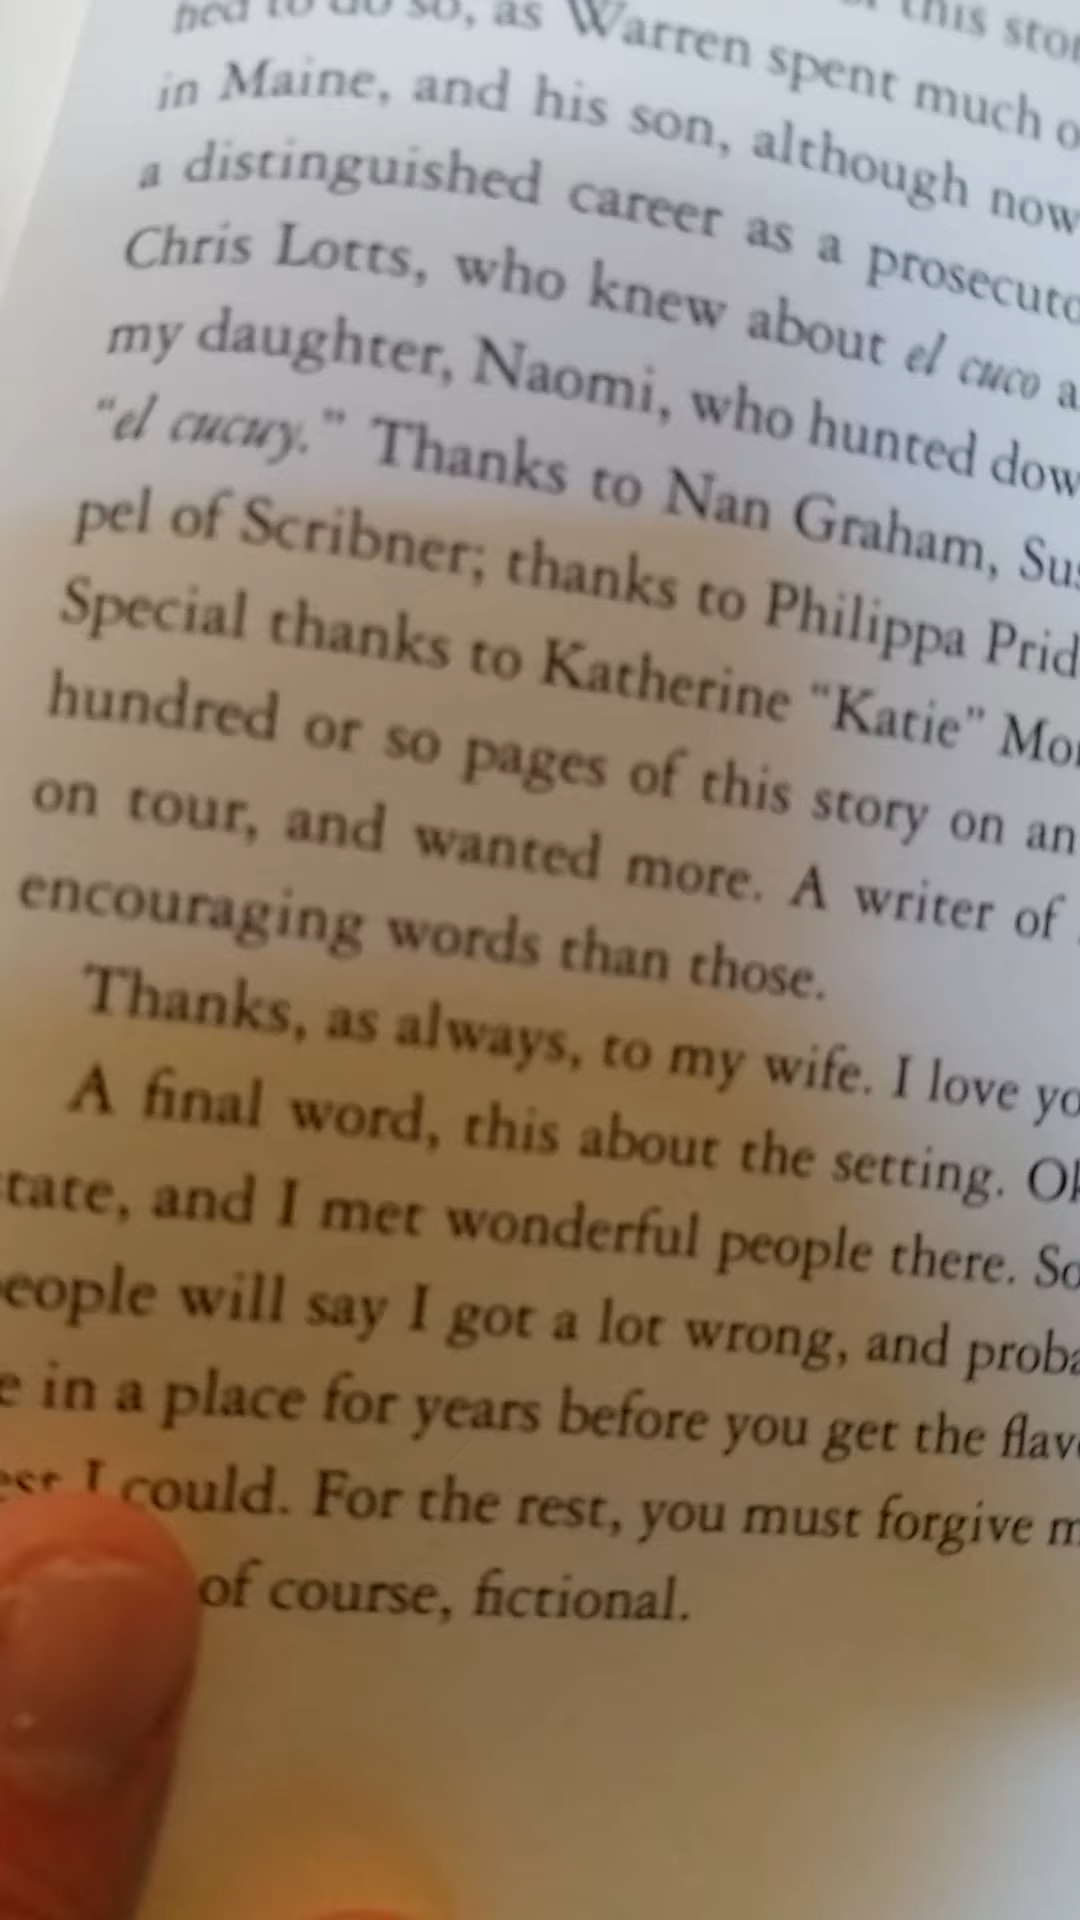 to do so, as Warren spent much
this
in Maine, and his son, although now
a distinguished career as a
Chris Lotts, who knew about el cuco
my daughter, Naomi, who hunted
"el cucuy." Thanks to Nan Graham,
pel of Scribner; thanks to Philippa
Special thanks to Katherine "Katie"
hundred or so pages of this story on an
on tour, and wanted more. A writer of
encouraging words than those.
Thanks, as always, to my wife. I love
A final word, this about the setting.
and I met wonderful people there.
will say I got a lot wrong, and
in a place for years before you get the
I could. For the rest, you must forgive
of course, fictional.